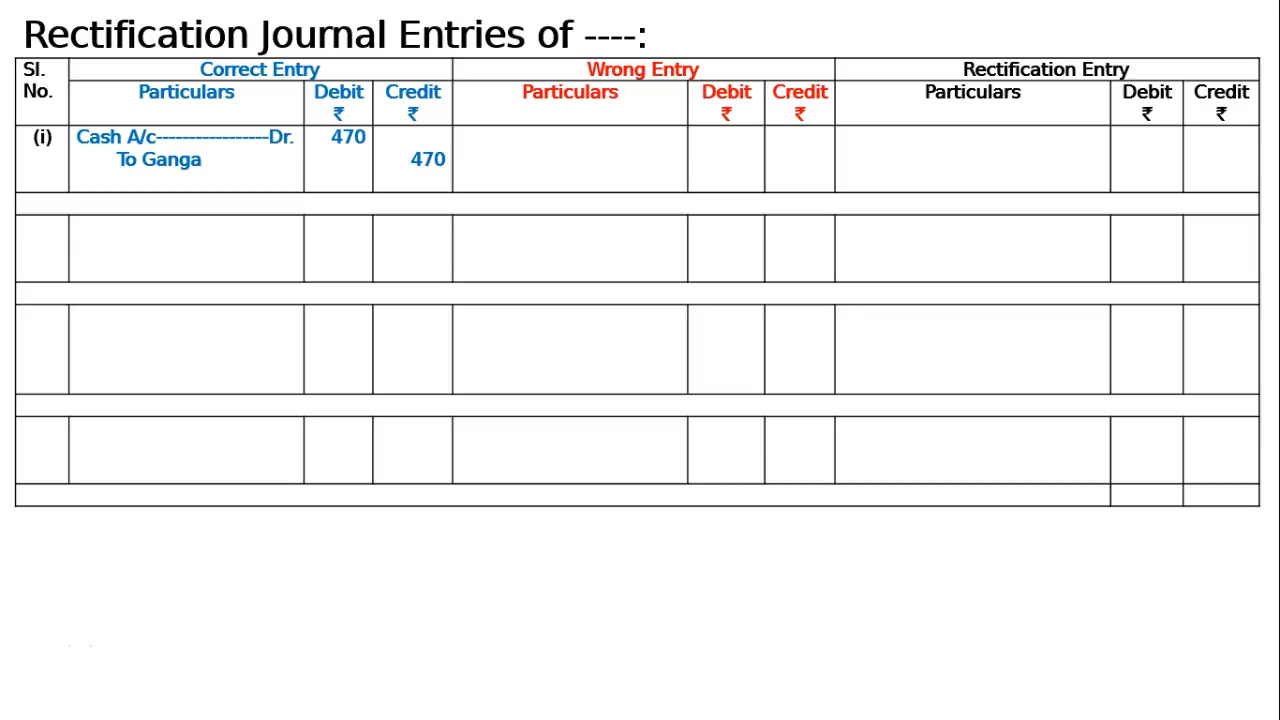 Rectification Journal Entries of ----:
Sl. No. Correct Entry Wrong Entry Rectification Entry
Particulars Debit ₹ Credit ₹ Particulars Debit ₹ Credit ₹ Particulars Debit ₹ Credit ₹
(i) Cash A/c-----------------Dr. 470
To Ganga 470